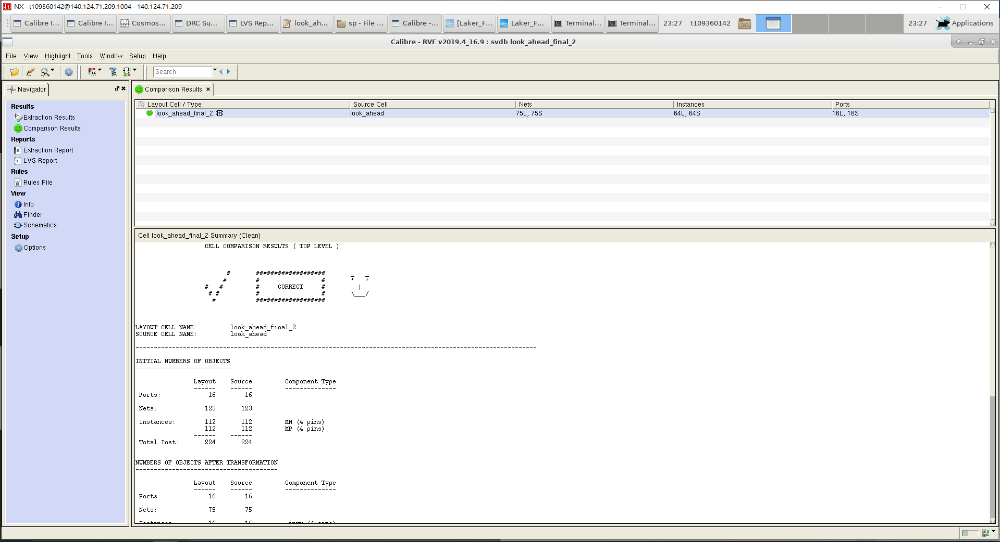 NX - t109360142@140.124.71.209:1004 - 140.124.71.209
Calibre I... Calibre I... Cosmos... DRC Su... LVS Rep... look_ah... sp - File ... Calibre -... [Laker_F... Laker_F... Terminal... Terminal... 23:27 t109360142 23:27 Applications
Calibre - RVE v2019.4_16.9 : svdb look_ahead_final_2
File View Highlight Tools Window Setup Help
Search
Navigator
Results
Extraction Results
Comparison Results
Reports
Extraction Report
LVS Report
Rules
Rules File
View
Info
Finder
Schematics
Setup
Options
Comparison Results
Layout Cell / Type Source Cell Nets Instances Ports
look_ahead_final_2 look_ahead 75L, 75S 64L, 64S 16L, 16S
Cell look_ahead_final_2 Summary (Clean)
CELL COMPARISON RESULTS ( TOP LEVEL )
# ################### _ _
# # # * *
# # # CORRECT # |
# # # # \___/
# ###################
LAYOUT CELL NAME: look_ahead_final_2
SOURCE CELL NAME: look_ahead
INITIAL NUMBERS OF OBJECTS
Layout Source Component Type
Ports: 16 16
Nets: 123 123
Instances: 112 112 MN (4 pins)
112 112 MP (4 pins)
Total Inst: 224 224
NUMBERS OF OBJECTS AFTER TRANSFORMATION
Layout Source Component Type
Ports: 16 16
Nets: 75 75